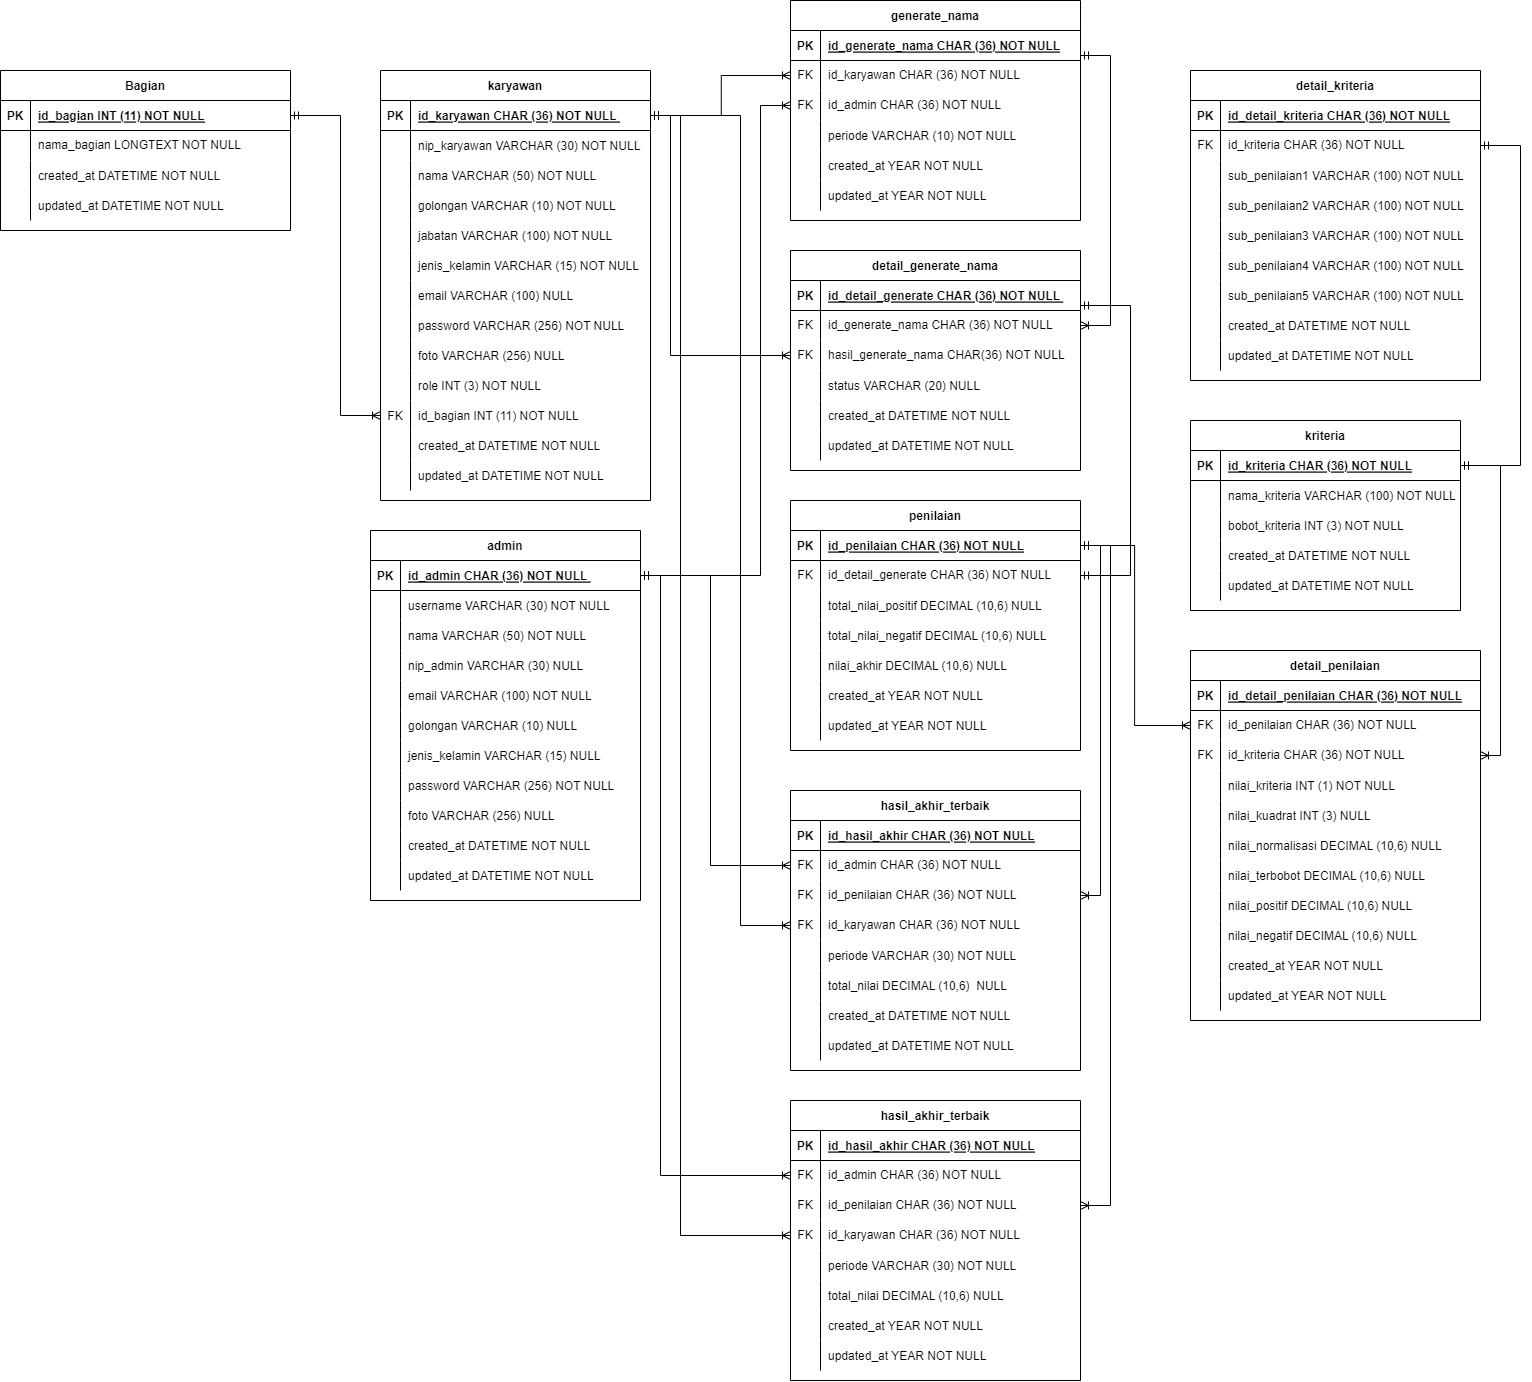 Bagian
PK id_bagian INT (11) NOT NULL
nama_bagian LONGTEXT NOT NULL
created_at DATETIME NOT NULL
updated_at DATETIME NOT NULL
karyawan
PK id_karyawan CHAR (36) NOT NULL
nip_karyawan VARCHAR (30) NOT NULL
nama VARCHAR (50) NOT NULL
golongan VARCHAR (10) NOT NULL
jabatan VARCHAR (100) NOT NULL
jenis_kelamin VARCHAR (15) NOT NULL
email VARCHAR (100) NULL
password VARCHAR (256) NOT NULL
foto VARCHAR (256) NULL
role INT (3) NOT NULL
FK id_bagian INT (11) NOT NULL
created_at DATETIME NOT NULL
updated_at DATETIME NOT NULL
admin
PK id_admin CHAR (36) NOT NULL
username VARCHAR (30) NOT NULL
nama VARCHAR (50) NOT NULL
nip_admin VARCHAR (30) NULL
email VARCHAR (100) NOT NULL
golongan VARCHAR (10) NULL
jenis_kelamin VARCHAR (15) NULL
password VARCHAR (256) NOT NULL
foto VARCHAR (256) NULL
created_at DATETIME NOT NULL
updated_at DATETIME NOT NULL
generate_nama
PK id_generate_nama CHAR (36) NOT NULL
FK id_karyawan CHAR (36) NOT NULL
FK id_admin CHAR (36) NOT NULL
periode VARCHAR (10) NOT NULL
created_at YEAR NOT NULL
updated_at YEAR NOT NULL
detail_generate_nama
PK id_detail_generate CHAR (36) NOT NULL
FK id_generate_nama CHAR (36) NOT NULL
FK hasil_generate_nama CHAR(36) NOT NULL
status VARCHAR (20) NULL
created_at DATETIME NOT NULL
updated_at DATETIME NOT NULL
penilaian
PK id_penilaian CHAR (36) NOT NULL
FK id_detail_generate CHAR (36) NOT NULL
total_nilai_positif DECIMAL (10,6) NULL
total_nilai_negatif DECIMAL (10,6) NULL
nilai_akhir DECIMAL (10,6) NULL
created_at YEAR NOT NULL
updated_at YEAR NOT NULL
hasil_akhir_terbaik
PK id_hasil_akhir CHAR (36) NOT NULL
FK id_admin CHAR (36) NOT NULL
FK id_penilaian CHAR (36) NOT NULL
FK id_karyawan CHAR (36) NOT NULL
periode VARCHAR (30) NOT NULL
total_nilai DECIMAL (10,6) NULL
created_at DATETIME NOT NULL
updated_at DATETIME NOT NULL
hasil_akhir_terbaik
PK id_hasil_akhir CHAR (36) NOT NULL
FK id_admin CHAR (36) NOT NULL
FK id_penilaian CHAR (36) NOT NULL
FK id_karyawan CHAR (36) NOT NULL
periode VARCHAR (30) NOT NULL
total_nilai DECIMAL (10,6) NULL
created_at YEAR NOT NULL
updated_at YEAR NOT NULL
detail_kriteria
PK id_detail_kriteria CHAR (36) NOT NULL
FK id_kriteria CHAR (36) NOT NULL
sub_penilaian1 VARCHAR (100) NOT NULL
sub_penilaian2 VARCHAR (100) NOT NULL
sub_penilaian3 VARCHAR (100) NOT NULL
sub_penilaian4 VARCHAR (100) NOT NULL
sub_penilaian5 VARCHAR (100) NOT NULL
created_at DATETIME NOT NULL
updated_at DATETIME NOT NULL
kriteria
PK id_kriteria CHAR (36) NOT NULL
nama_kriteria VARCHAR (100) NOT NULL
bobot_kriteria INT (3) NOT NULL
created_at DATETIME NOT NULL
updated_at DATETIME NOT NULL
detail_penilaian
PK id_detail_penilaian CHAR (36) NOT NULL
FK id_penilaian CHAR (36) NOT NULL
FK id_kriteria CHAR (36) NOT NULL
nilai_kriteria INT (1) NOT NULL
nilai_kuadrat INT (3) NULL
nilai_normalisasi DECIMAL (10,6) NULL
nilai_terbobot DECIMAL (10,6) NULL
nilai_positif DECIMAL (10,6) NULL
nilai_negatif DECIMAL (10,6) NULL
created_at YEAR NOT NULL
updated_at YEAR NOT NULL